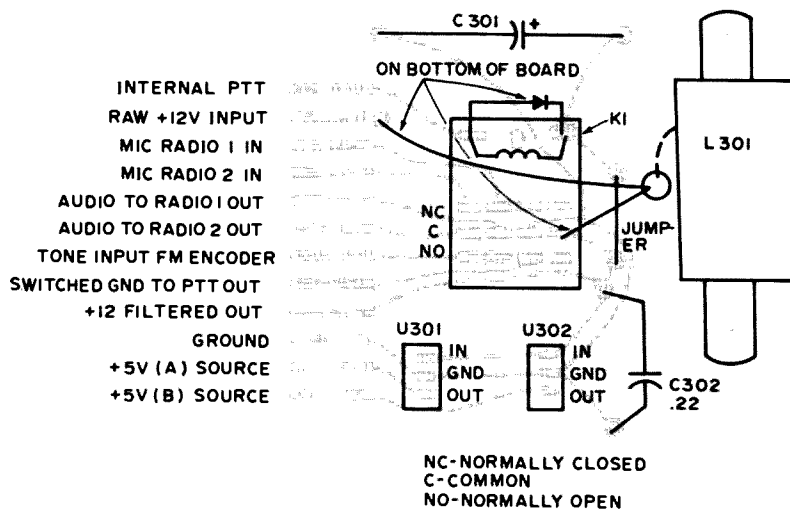 C 301 +
ON BOTTOM OF BOARD
INTERNAL PTT
RAW +12V INPUT
MIC RADIO 1 IN
MIC RADIO 2 IN
AUDIO TO RADIO 1 OUT
AUDIO TO RADIO 2 OUT
TONE INPUT FM ENCODER
SWITCHED GND TO PTT OUT
+12 FILTERED OUT
GROUND
+5V (A) SOURCE
+5V (B) SOURCE
K1
L301
NC
C
NO
JUMP-
ER
U301
IN
GND
OUT
U302
IN
GND
OUT
C302
.22
NC-NORMALLY CLOSED
C-COMMON
NO-NORMALLY OPEN